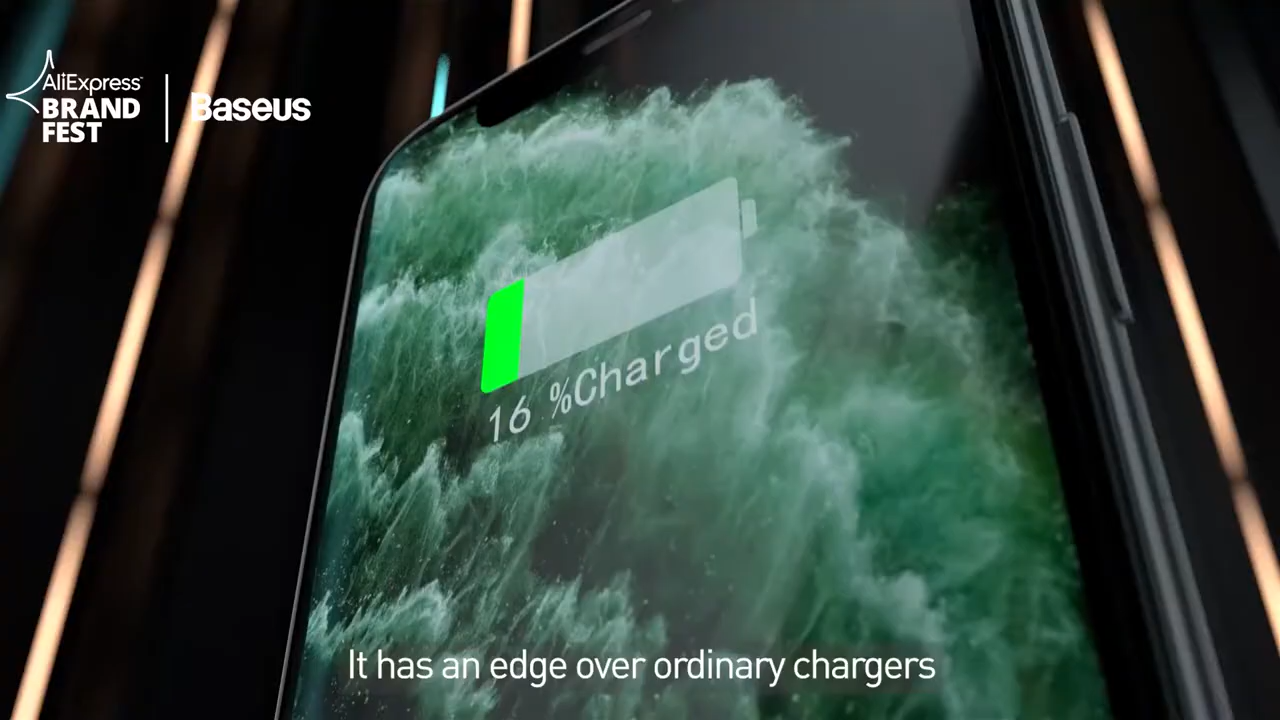 AliExpress
BRAND
FEST
Baseus
16 %Charged
It has an edge over ordinary chargers